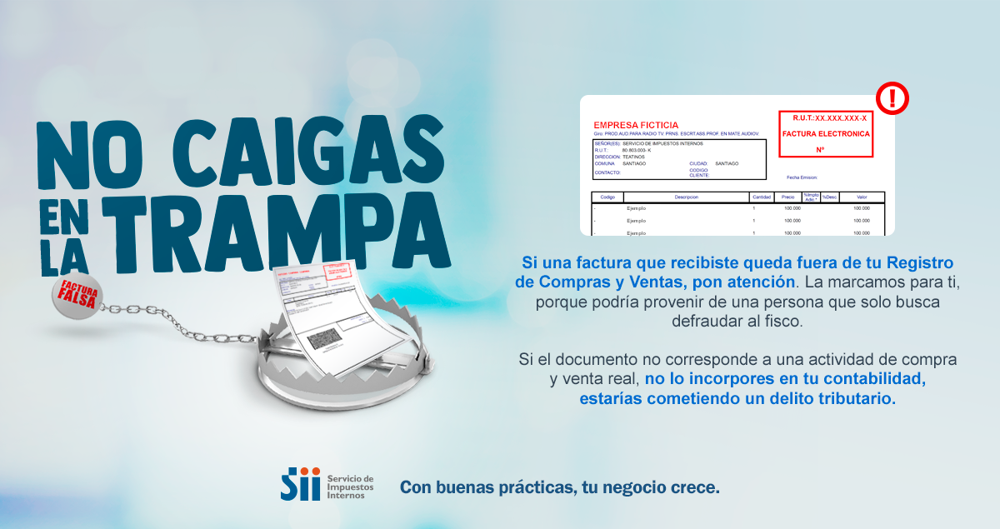 NO CAIGAS
EN
LA
TRAMPA
FACTURA
FALSA
EMPRESA FICTICIA
Giro: PROD.AUD.PARA RADIO TV. PRNS. ESCRT.ASS.PROF. EN MATE.AUDIOV.
SEÑOR(ES): SERVICIO DE IMPUESTOS INTERNOS
R.U.T.: 80-803.000- K
DIRECCION: TEATINOS
COMUNA SANTIAGO CIUDAD: SANTIAGO
CONTACTO: CODIGO
CLIENTE:
R.U.T.:XX.XXX.XXX-X
FACTURA ELECTRONICA
Nº
Fecha Emision:
Codigo Descripcion Cantidad Precio %Impto Adic.* %Desc. Valor
- Ejemplo 1 100.000 100.000
- Ejemplo 1 100.000 100.000
- Ejemplo 1 100.000 100.000
Si una factura que recibiste queda fuera de tu Registro
de Compras y Ventas, pon atención. La marcamos para ti,
porque podría provenir de una persona que solo busca
defraudar al fisco.
Si el documento no corresponde a una actividad de compra
y venta real, no lo incorpores en tu contabilidad,
estarías cometiendo un delito tributario.
Sii
Servicio de
Impuestos
Internos
Con buenas prácticas, tu negocio crece.